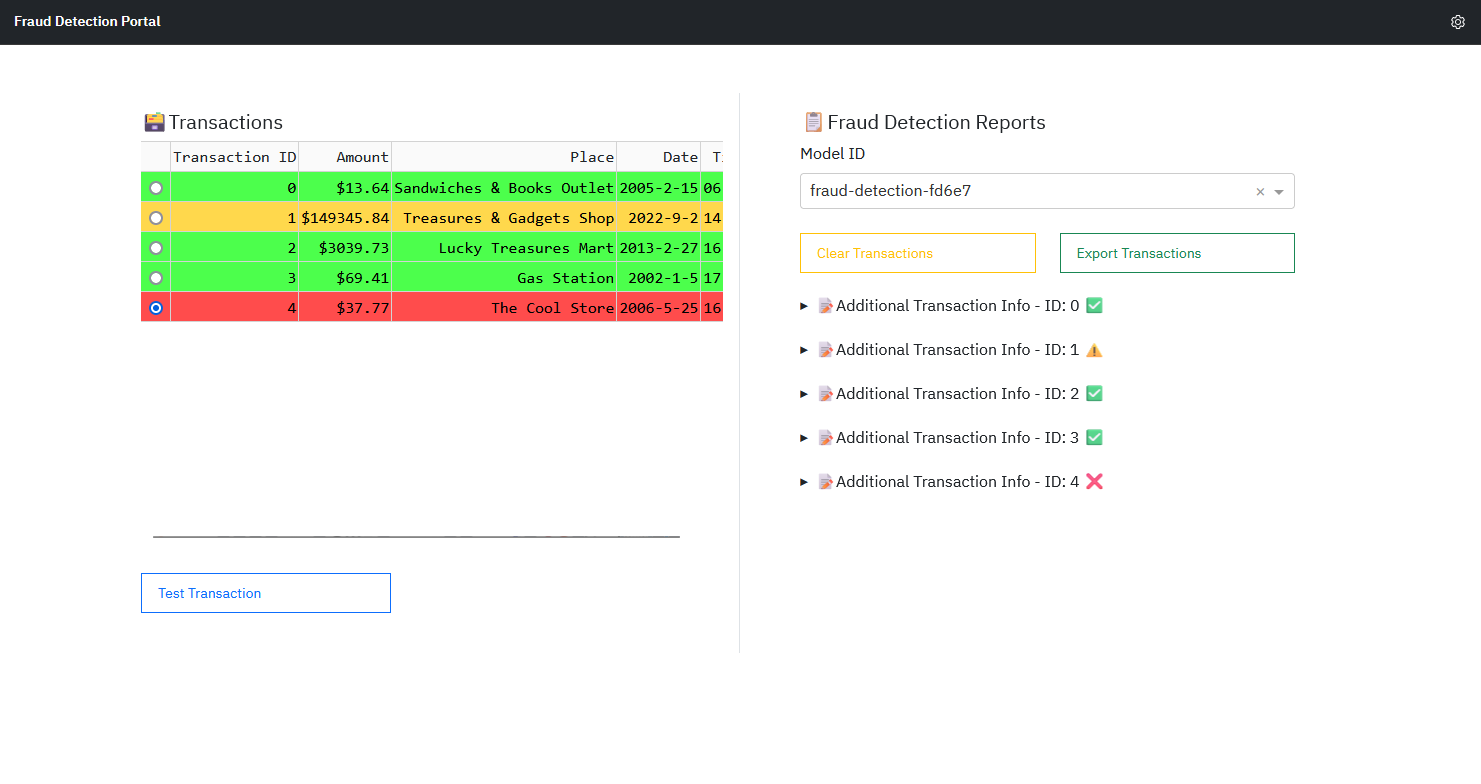 Fraud Detection Portal
Transactions
Transaction ID Amount Place Date T
0 $13.64 Sandwiches & Books Outlet 2005-2-15 06
1 $149345.84 Treasures & Gadgets Shop 2022-9-2 14
2 $3039.73 Lucky Treasures Mart 2013-2-27 16
3 $69.41 Gas Station 2002-1-5 17
4 $37.77 The Cool Store 2006-5-25 16
Test Transaction
Fraud Detection Reports
Model ID
fraud-detection-fd6e7
Clear Transactions
Export Transactions
Additional Transaction Info - ID: 0
Additional Transaction Info - ID: 1
Additional Transaction Info - ID: 2
Additional Transaction Info - ID: 3
Additional Transaction Info - ID: 4